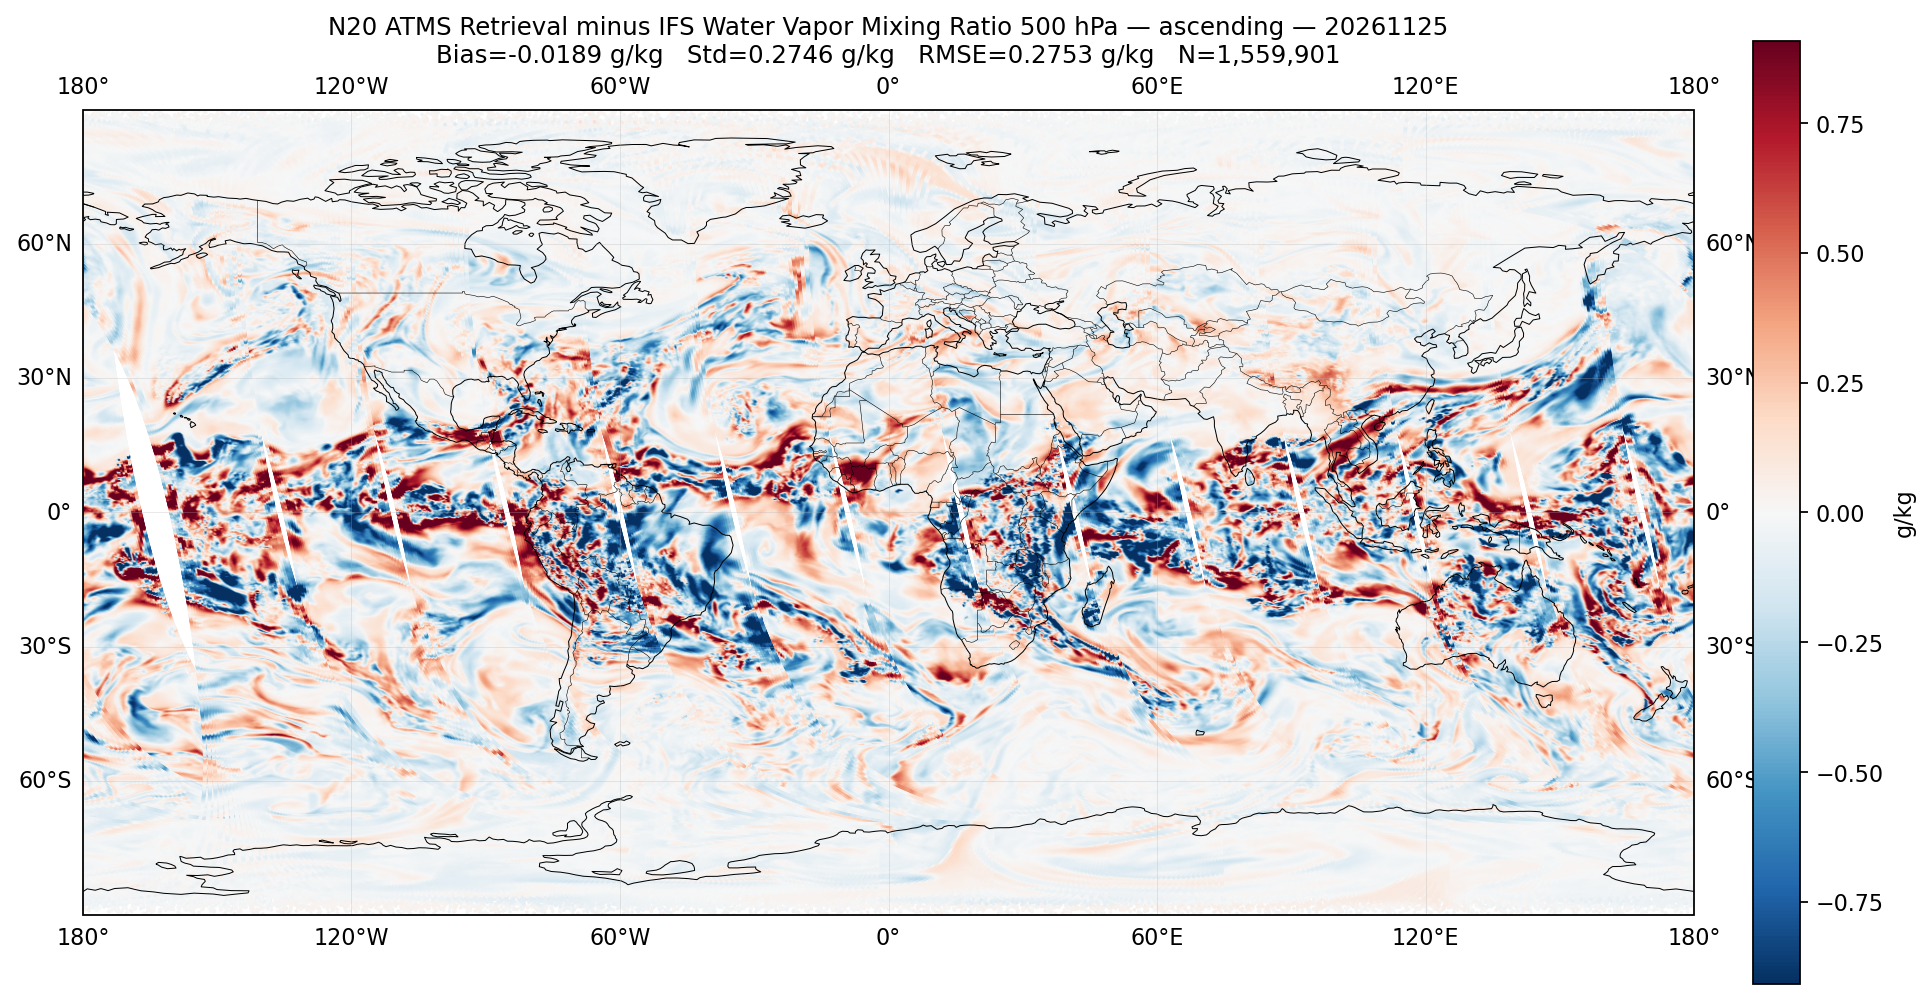 N20 ATMS Retrieval minus IFS Water Vapor Mixing Ratio 500 hPa — ascending — 20261125
Bias=-0.0189 g/kg   Std=0.2746 g/kg   RMSE=0.2753 g/kg   N=1,559,901
180° 120°W 60°W 0° 60°E 120°E 180°
60°N 60°N
30°N 30°N
0° 0°
30°S 30°S
60°S 60°S
180° 120°W 60°W 0° 60°E 120°E 180°
0.75
0.50
0.25
0.00
−0.25
−0.50
−0.75
g/kg